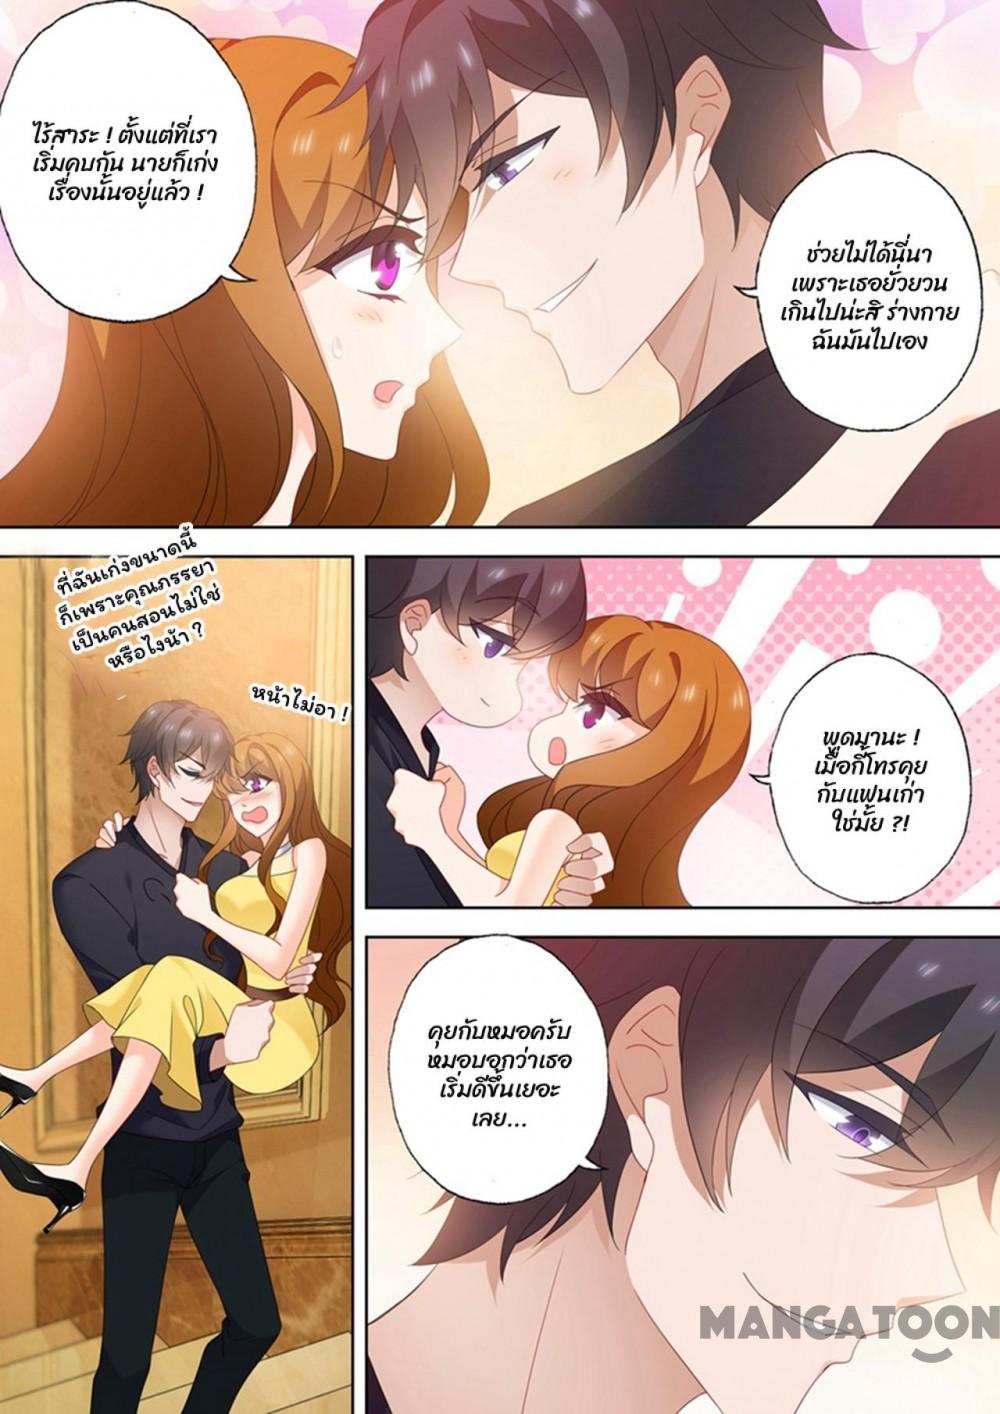 ไร้สาระ ! ตั้งแต่ที่เรา
เริ่มคบกัน นายก็เก่ง
เรื่องนั้นอยู่แล้ว !
ช่วยไม่ได้นี่นา
เพราะเธอยั่วยวน
เกินไปน่ะสิ ร่างกาย
ฉันมันไปเอง
ที่ฉันเก่งขนาดนี้
ก็เพราะคุณภรรยา
เป็นคนสอนไม่ใช่
หรือไงน้า ?
หน้าไม่อา !
พูดมานะ !
เมื่อกี้โทรคุย
กับแฟนเก่า
ใช่มั้ย ?!
คุยกับหมอครับ
หมอบอกว่าเธอ
เริ่มดีขึ้นเยอะ
เลย...
MANGATOON